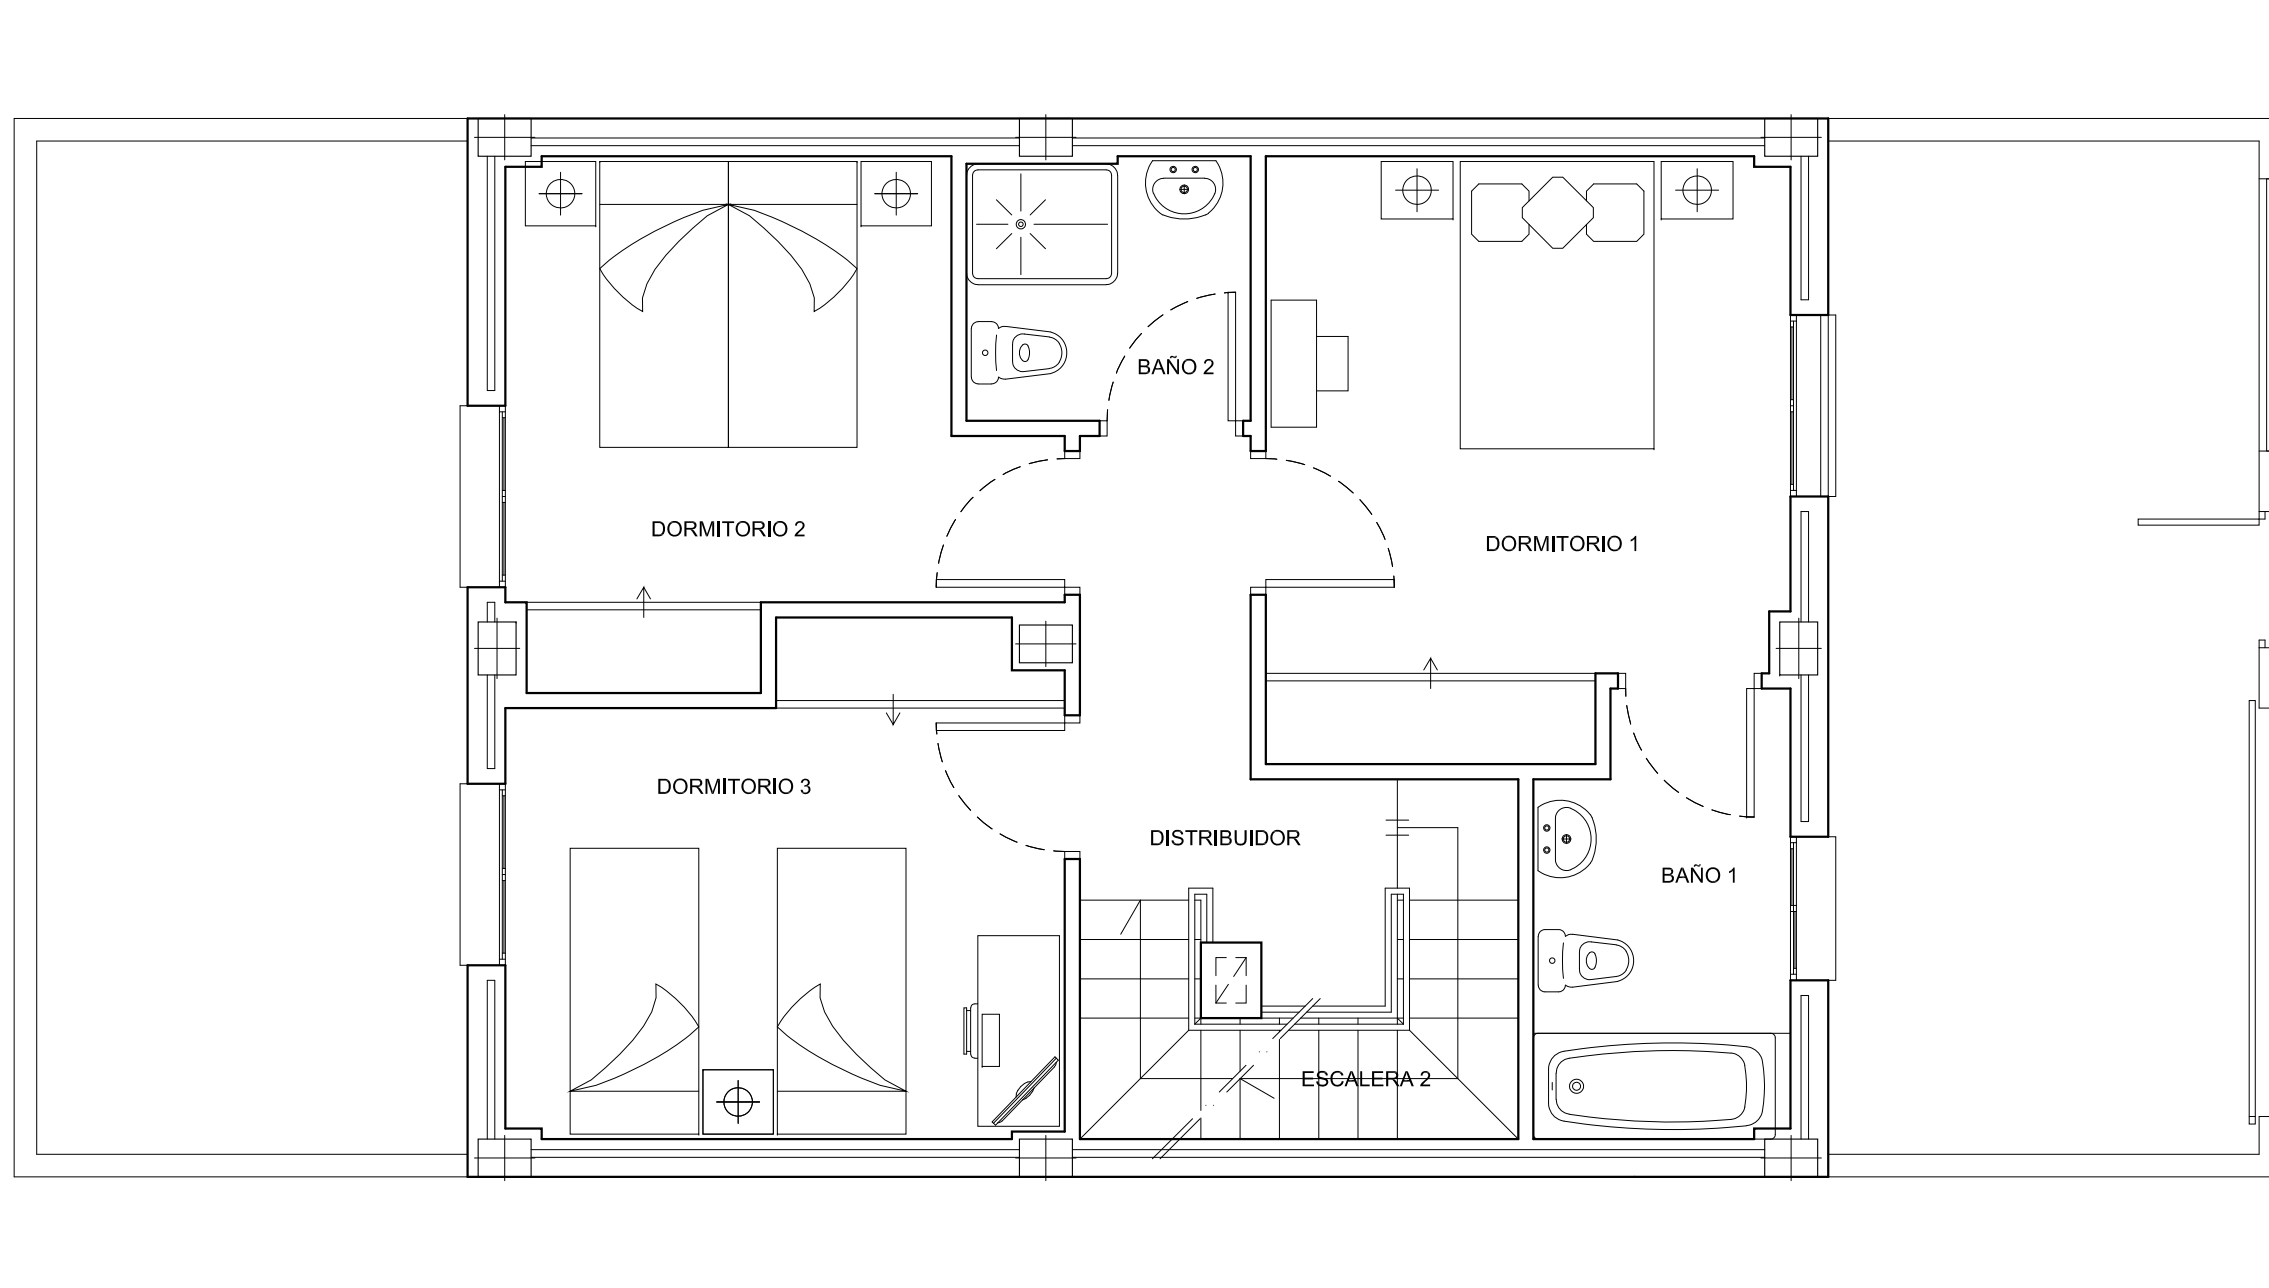 BAÑO 2
DORMITORIO 2
DORMITORIO 1
DORMITORIO 3
DISTRIBUIDOR
BAÑO 1
ESCALERA 2